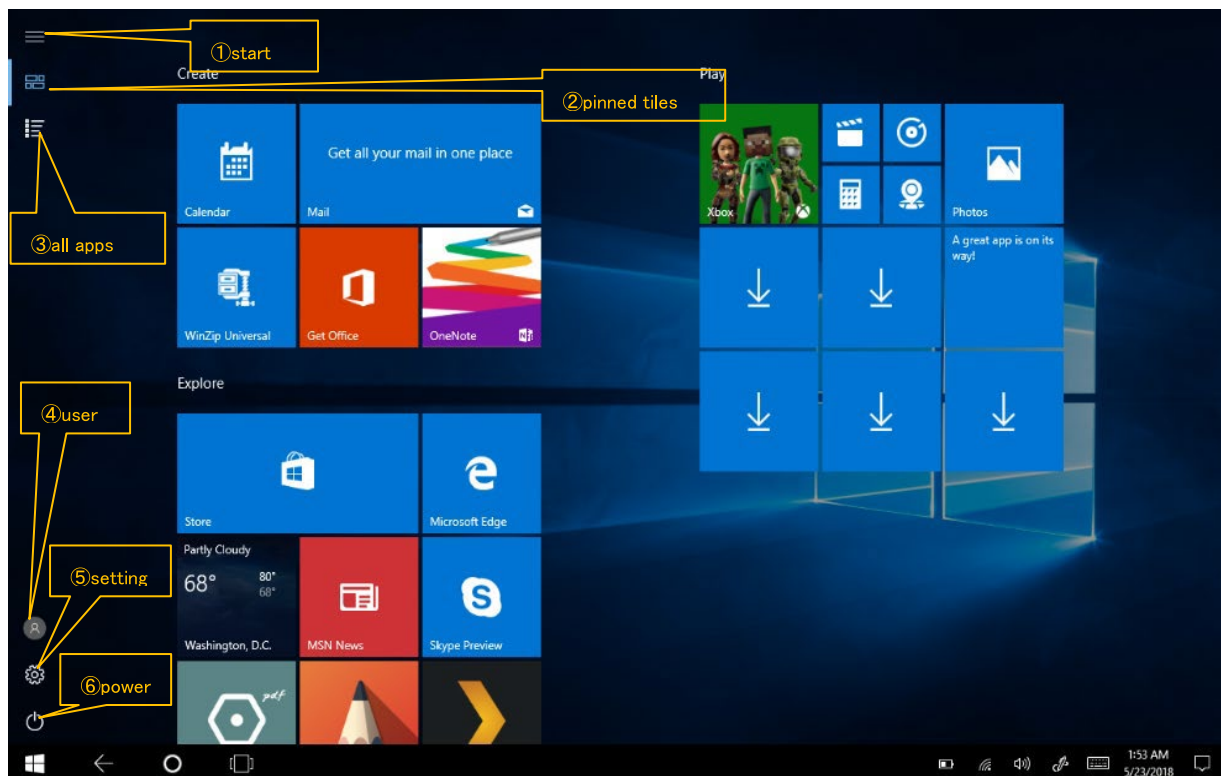 ①start
Create
Play
②pinned tiles
Get all your mail in one place
Calendar
Mail
Xbox
Photos
③all apps
A great app is on its
way!
WinZip Universal
Get Office
OneNote
N
Explore
④user
e
Store
Microsoft Edge
Partly Cloudy
68°
80°
68°
⑤setting
S
Washington, D.C.
MSN News
Skype Preview
⑥power
pdf
1:53 AM
5/23/2018